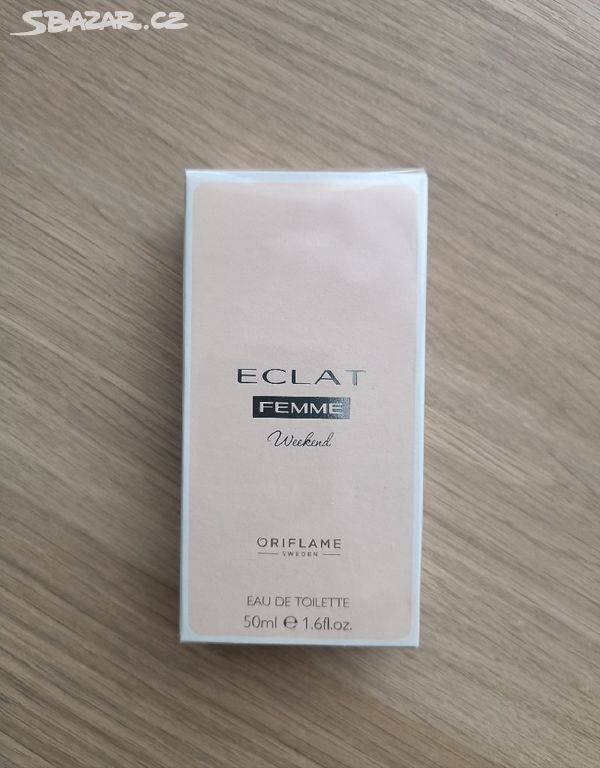 SBAZAR.CZ
ECLAT
FEMME
Weekend
ORIFLAME
SWEDEN
EAU DE TOILETTE
50ml ℮ 1.6fl.oz.